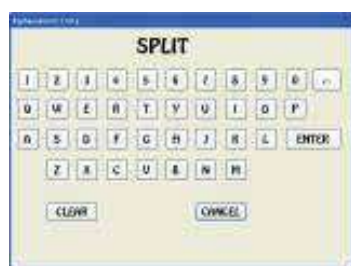 SPLIT
1 2 3 4 5 6 7 8 9 0
Q W E R T Y U I O P
A S D F G H J K L ENTER
Z X C V B N M
CLEAR CANCEL